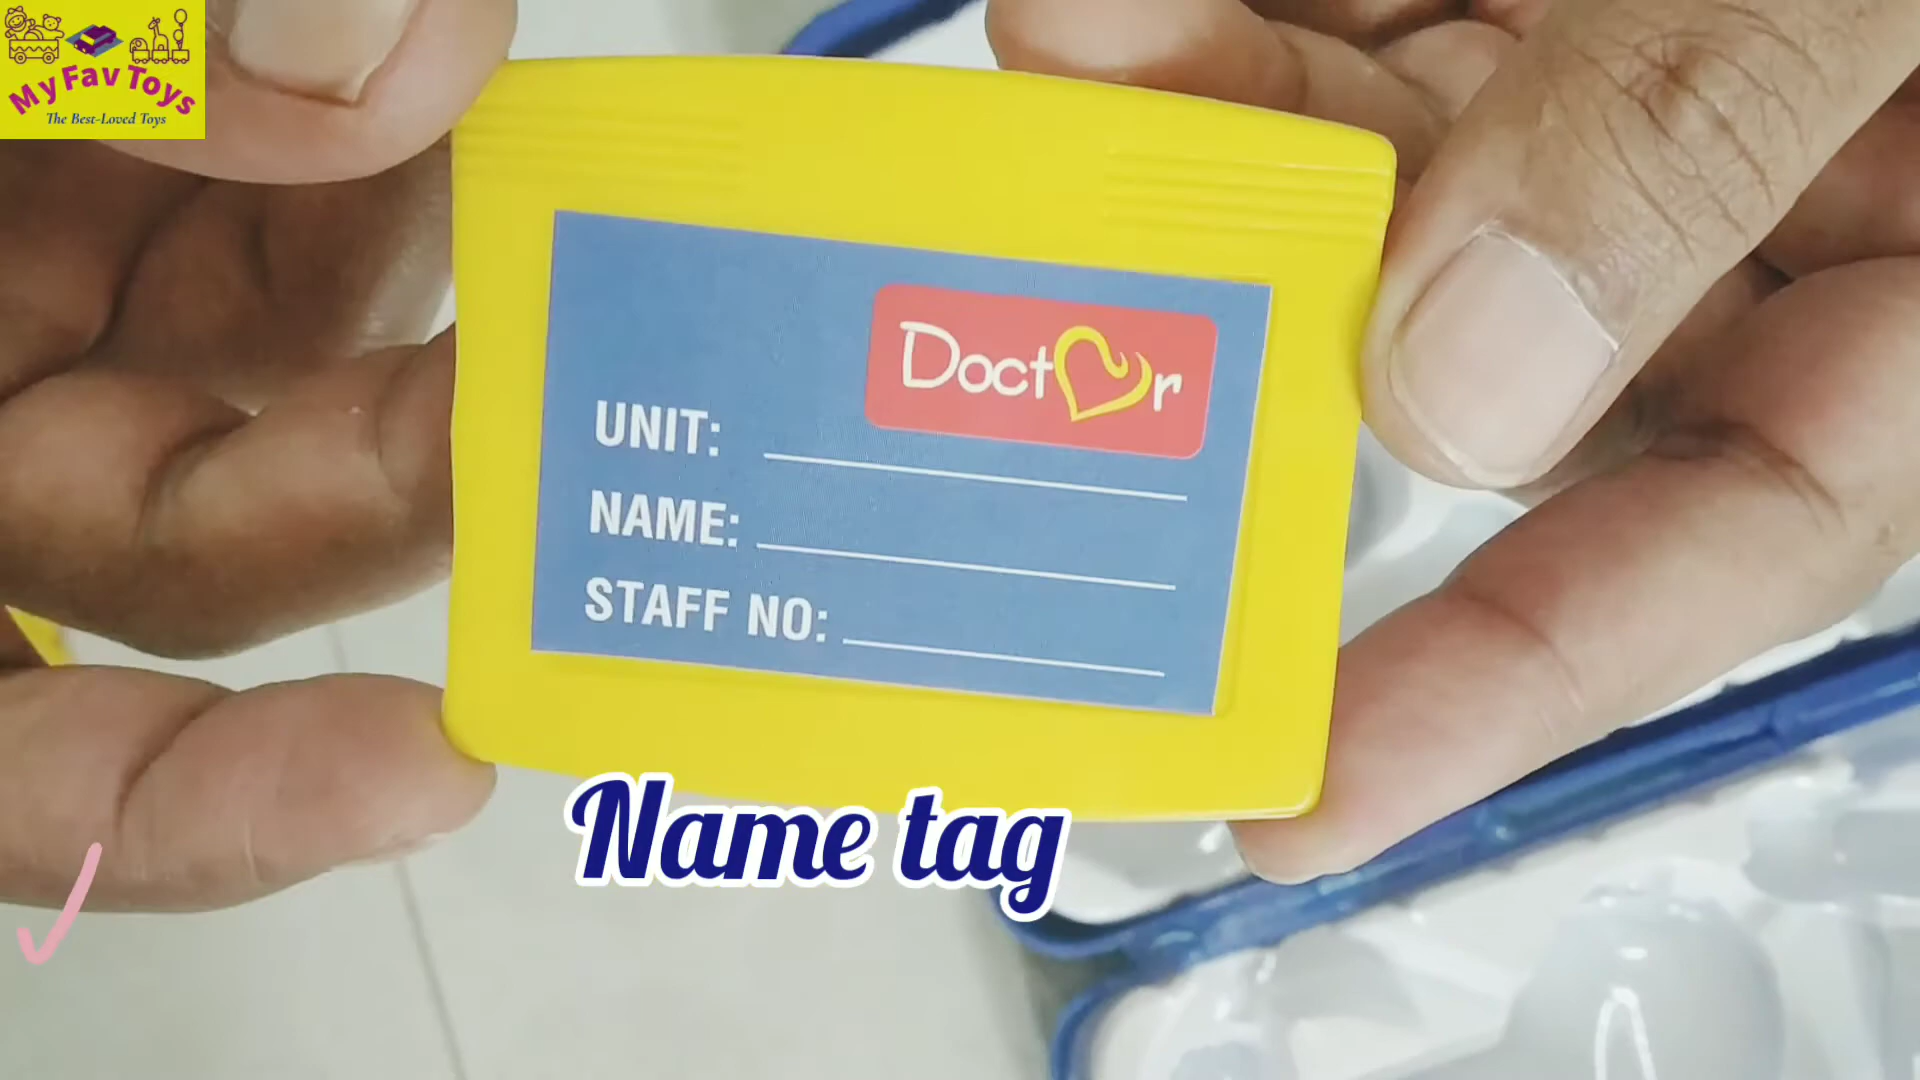 My Fav Toys
The Best-Loved Toys
Doctor
UNIT:
NAME:
STAFF NO:
Name tag